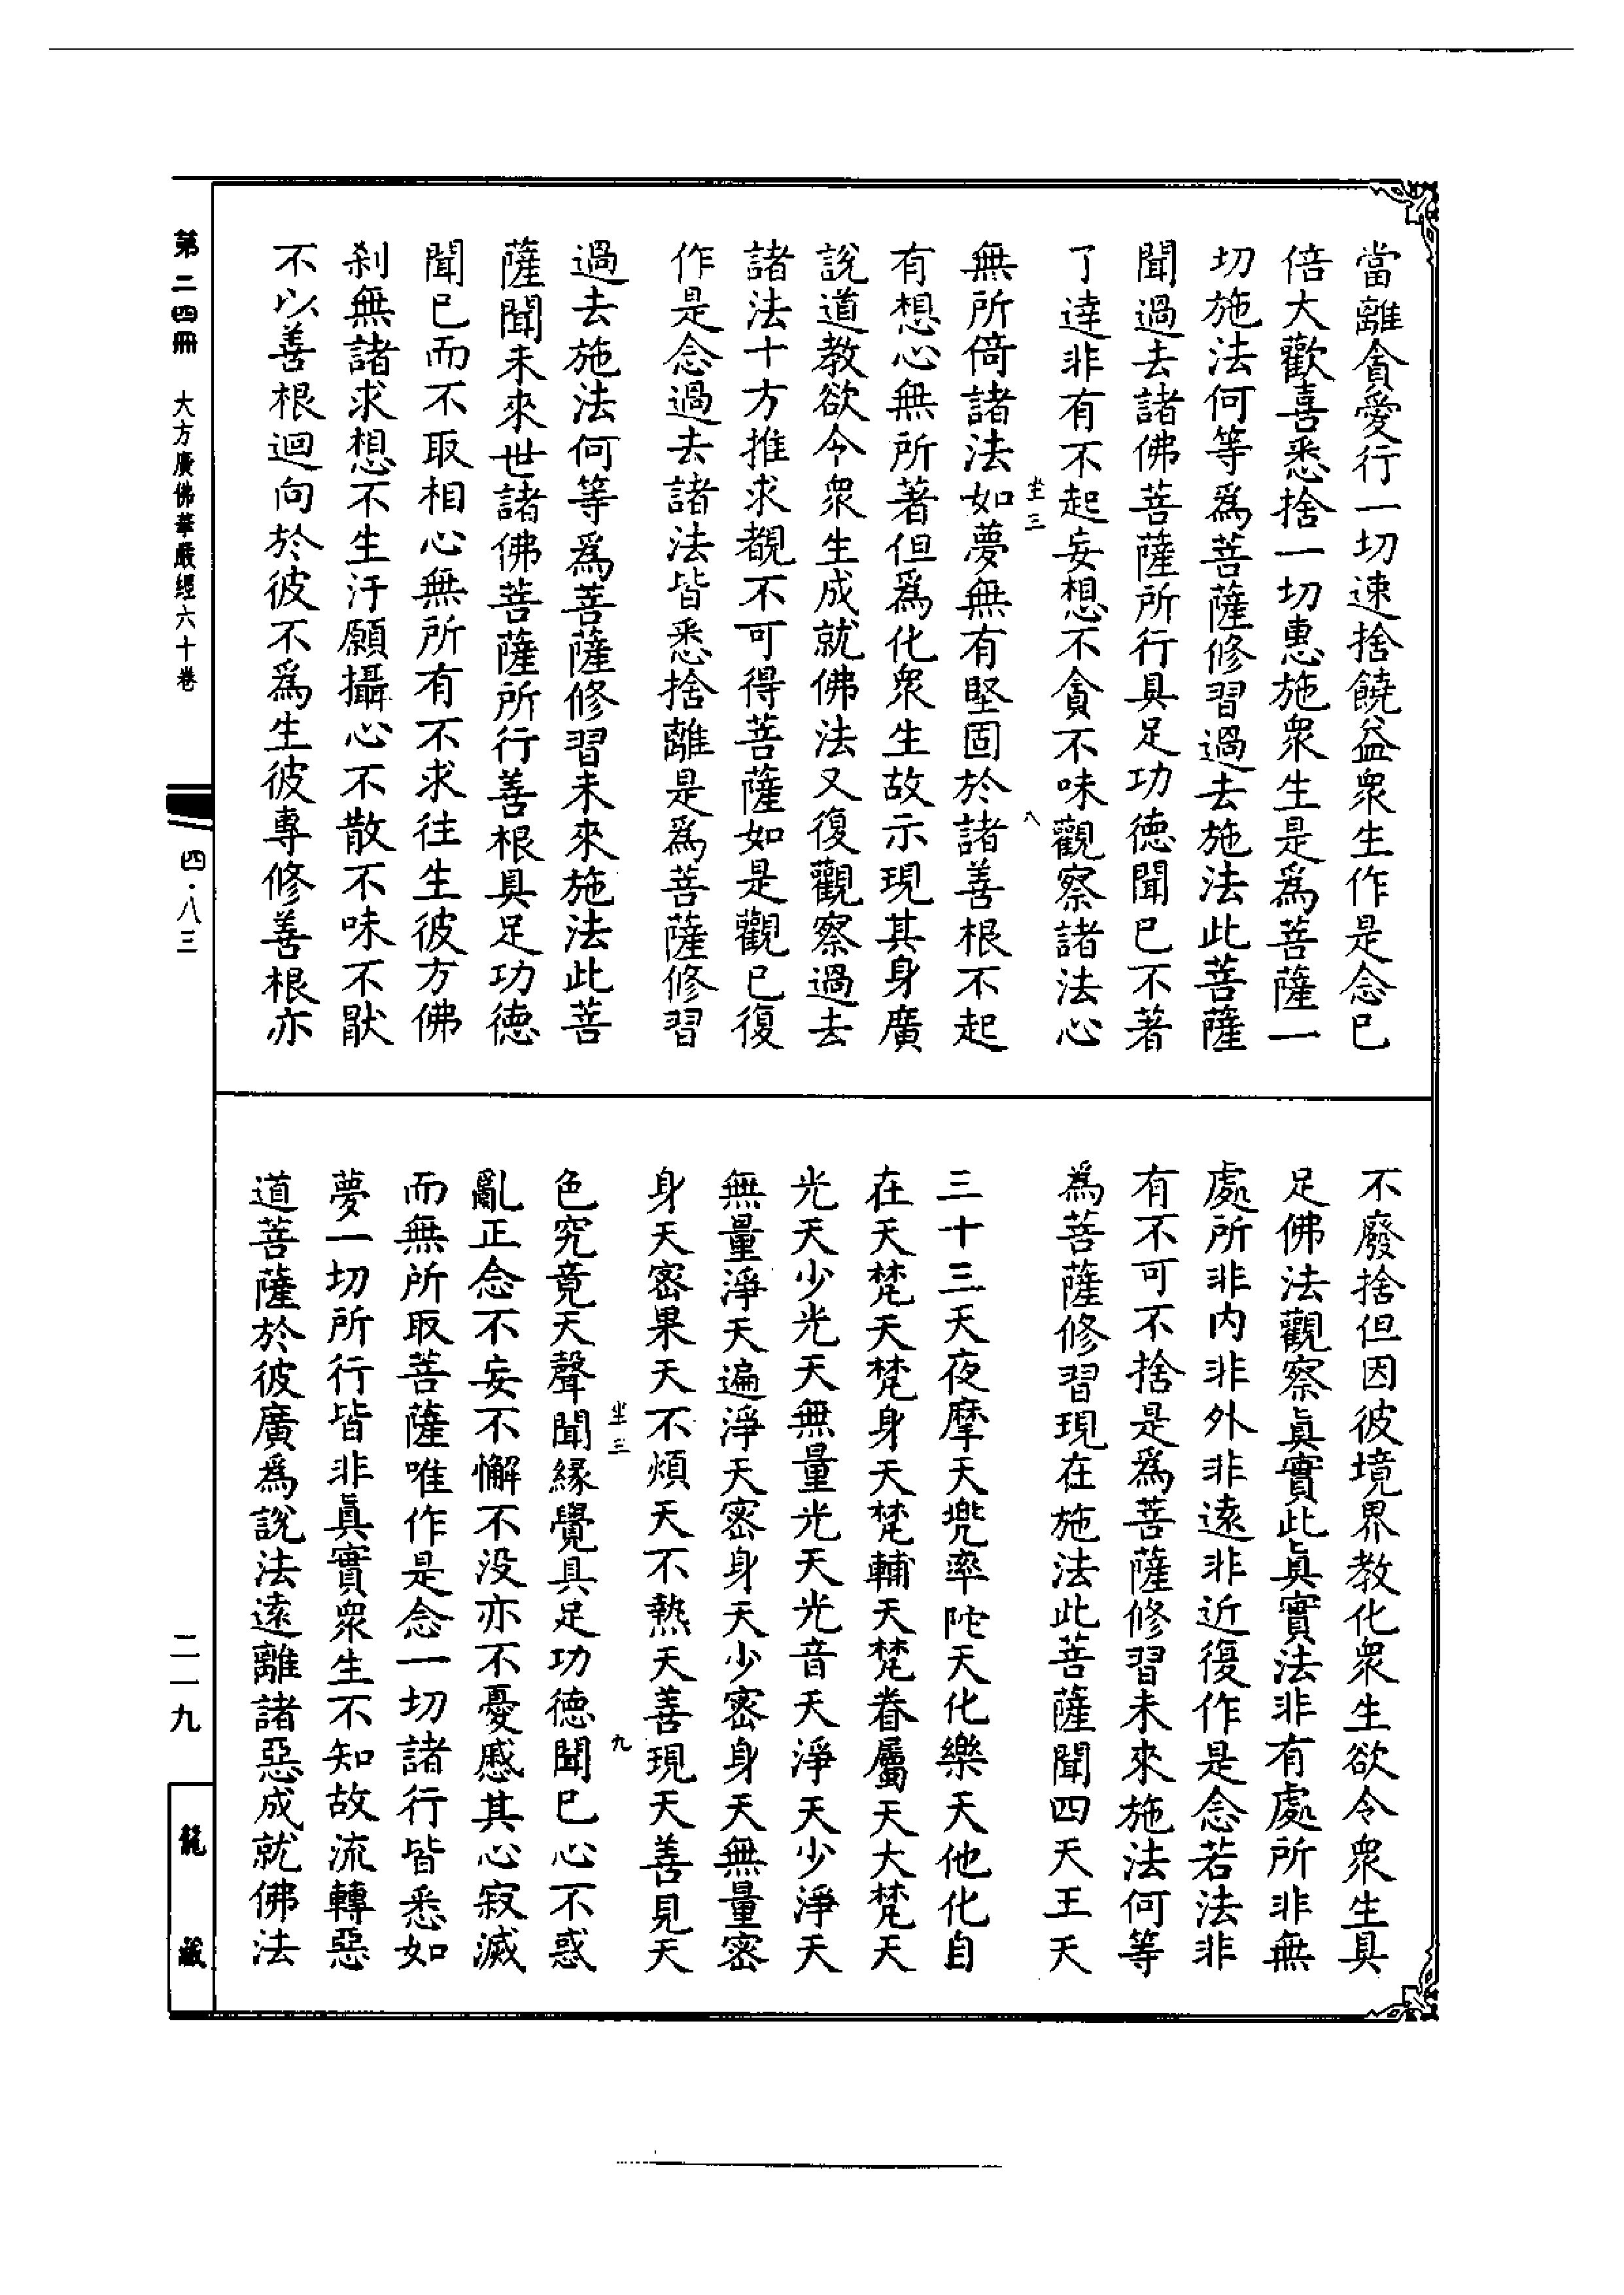 當離貪愛行一切速捨饒益衆生作是念已
倍大歡喜悉捨一切惠施衆生是爲菩薩一
切施法何等爲菩薩修習過去施法此菩薩
聞過去諸佛菩薩所行具足功德聞已不著
了達非有不起妄想不貪不味觀察諸法心
坐三
八
無所倚諸法如夢無有堅固於諸善根不起
有想心無所著但爲化衆生故示現其身廣
說道教欲令衆生成就佛法又復觀察過去
諸法十方推求覩不可得菩薩如是觀已復
作是念過去諸法皆悉捨離是爲菩薩修習
過去施法何等爲菩薩修習未來施法此菩
薩聞未來世諸佛菩薩所行善根具足功德
聞已而不取相心無所有不求往生彼方佛
刹無諸求想不生汙願攝心不散不味不猒
不以善根迴向於彼不爲生彼專修善根亦
不廢捨但因彼境界教化衆生欲令衆生具
足佛法觀察眞實此眞實法非有處所非無
處所非內非外非遠非近復作是念若法非
有不可不捨是爲菩薩修習未來施法何等
爲菩薩修習現在施法此菩薩聞四天王天
三十三天夜摩天兠率陀天化樂天他化自
在天梵天梵身天梵輔天梵眷屬天大梵天
光天少光天無量光天光音天淨天少淨天
無量淨天遍淨天密身天少密身天無量密
身天密果天不煩天不熱天善現天善見天
坐三
九
色究竟天聲聞緣覺具足功德聞已心不惑
亂正念不妄不懈不没亦不憂慼其心寂滅
而無所取菩薩唯作是念一切諸行皆悉如
夢一切所行皆非眞實衆生不知故流轉惡
道菩薩於彼廣爲說法遠離諸惡成就佛法
第二四冊 大方廣佛華嚴經六十卷
四·八三
二一九
龍藏